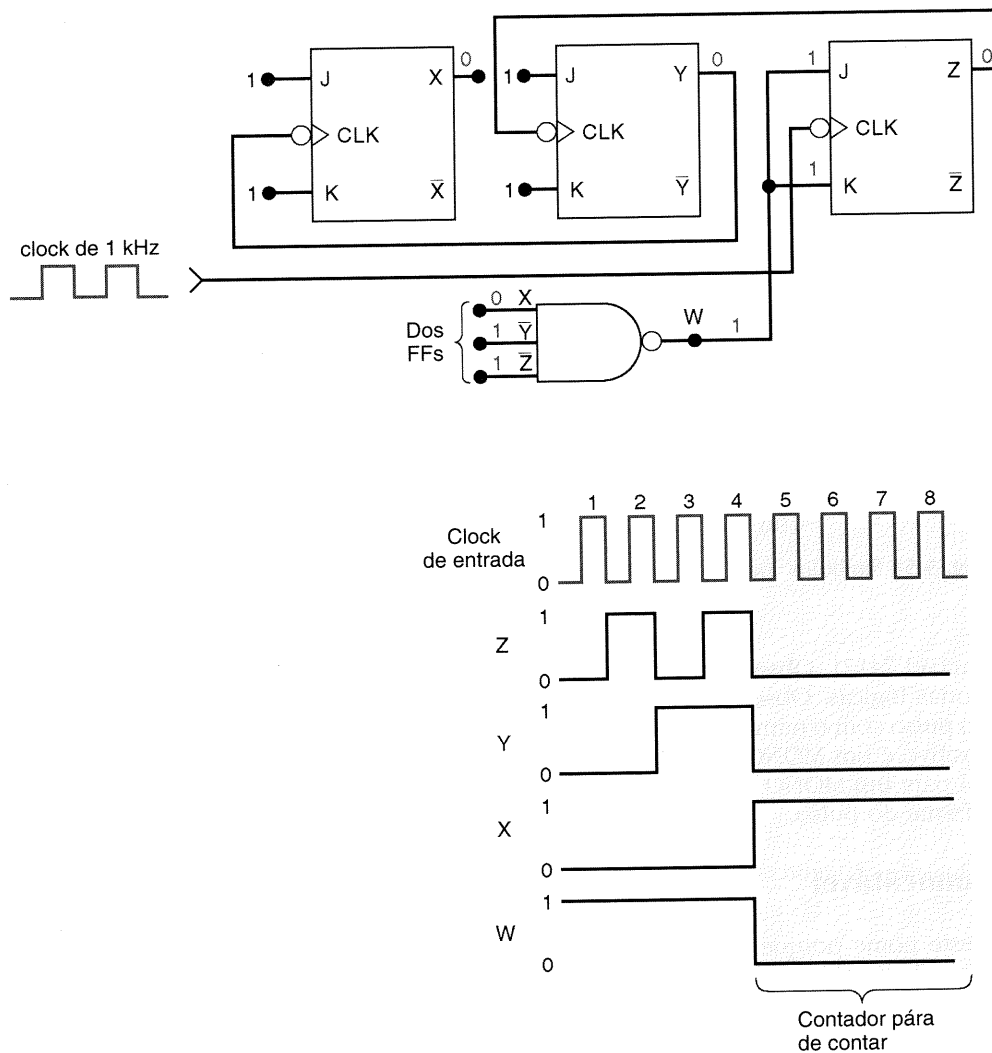 0
0
0
1 J X
1 J Y
1 J Z
CLK
CLK
CLK
1 K X̅
1 K Y̅
1 K Z̅
clock de 1 kHz
0 X
W
Dos
FFs
1 Y̅
1
1 Z̅
1 2 3 4 5 6 7 8
Clock
de entrada
1
0
Z
1
0
Y
1
0
X
1
0
W
1
0
Contador pára
de contar